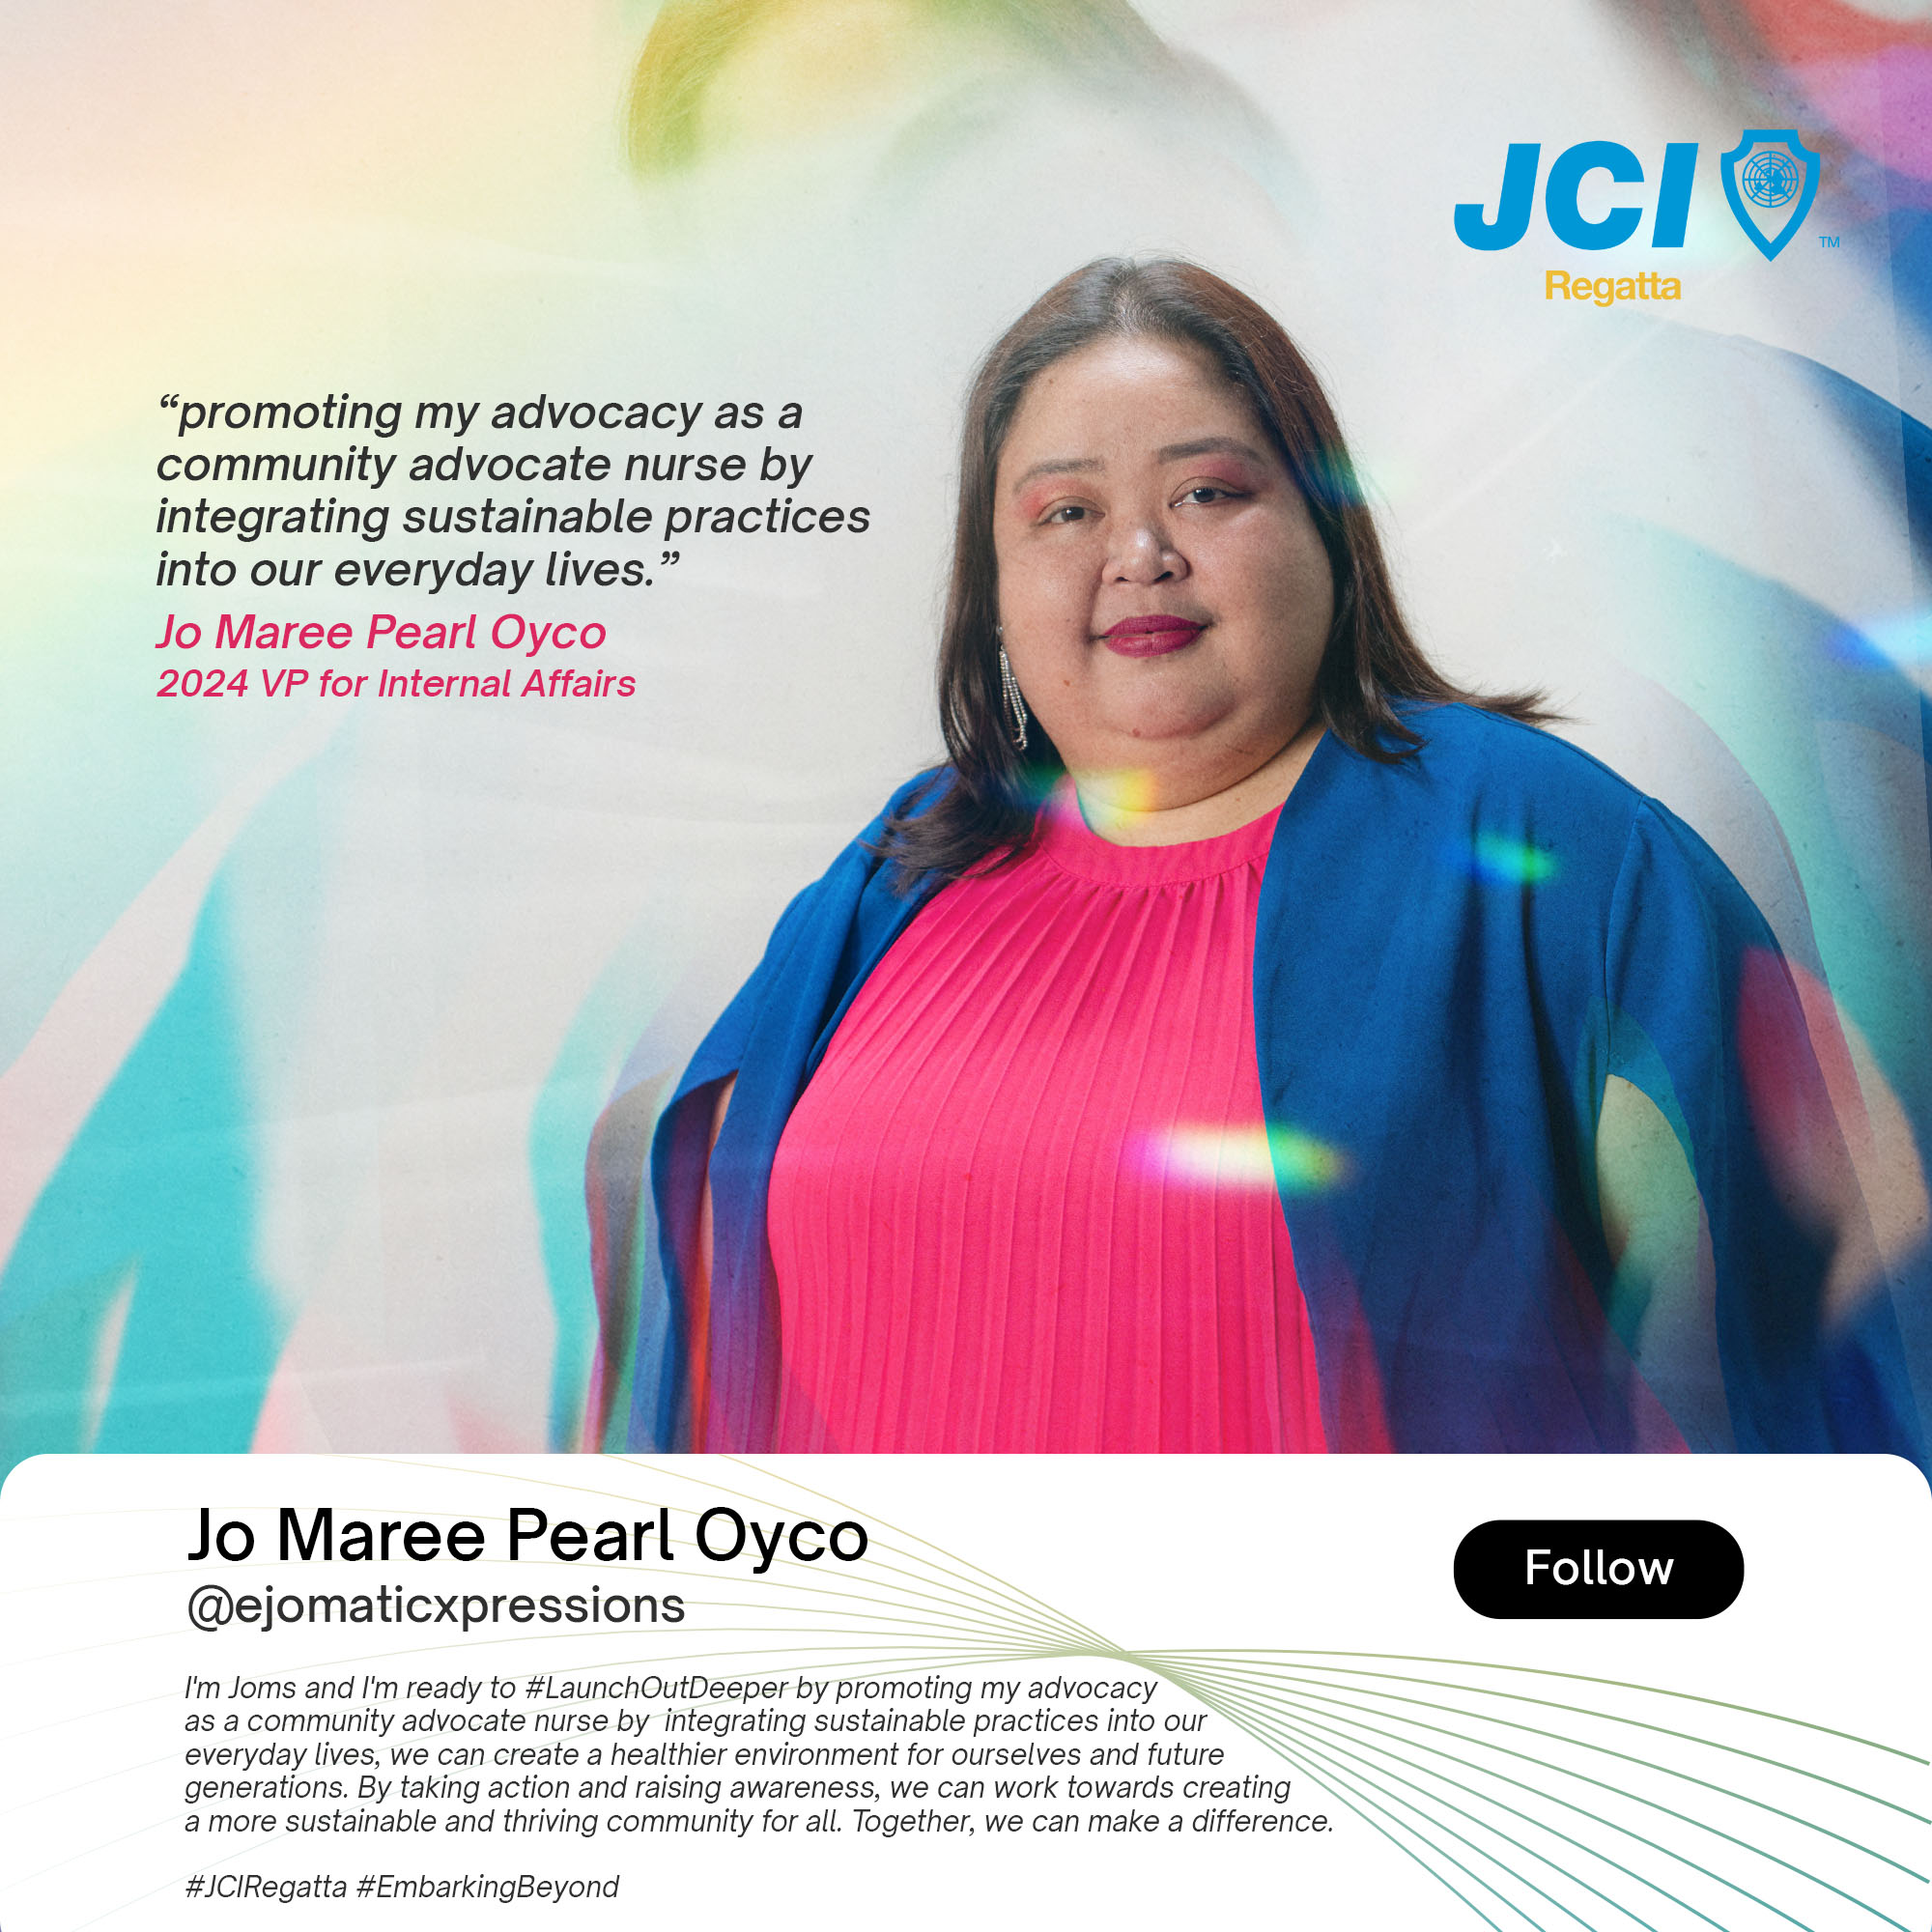 JCI
TM
Regatta
“promoting my advocacy as a
community advocate nurse by
integrating sustainable practices
into our everyday lives.”
Jo Maree Pearl Oyco
2024 VP for Internal Affairs
Jo Maree Pearl Oyco
@ejomaticxpressions
Follow
I'm Joms and I'm ready to #LaunchOutDeeper by promoting my advocacy
as a community advocate nurse by  integrating sustainable practices into our
everyday lives, we can create a healthier environment for ourselves and future
generations. By taking action and raising awareness, we can work towards creating
a more sustainable and thriving community for all. Together, we can make a difference.
#JCIRegatta #EmbarkingBeyond